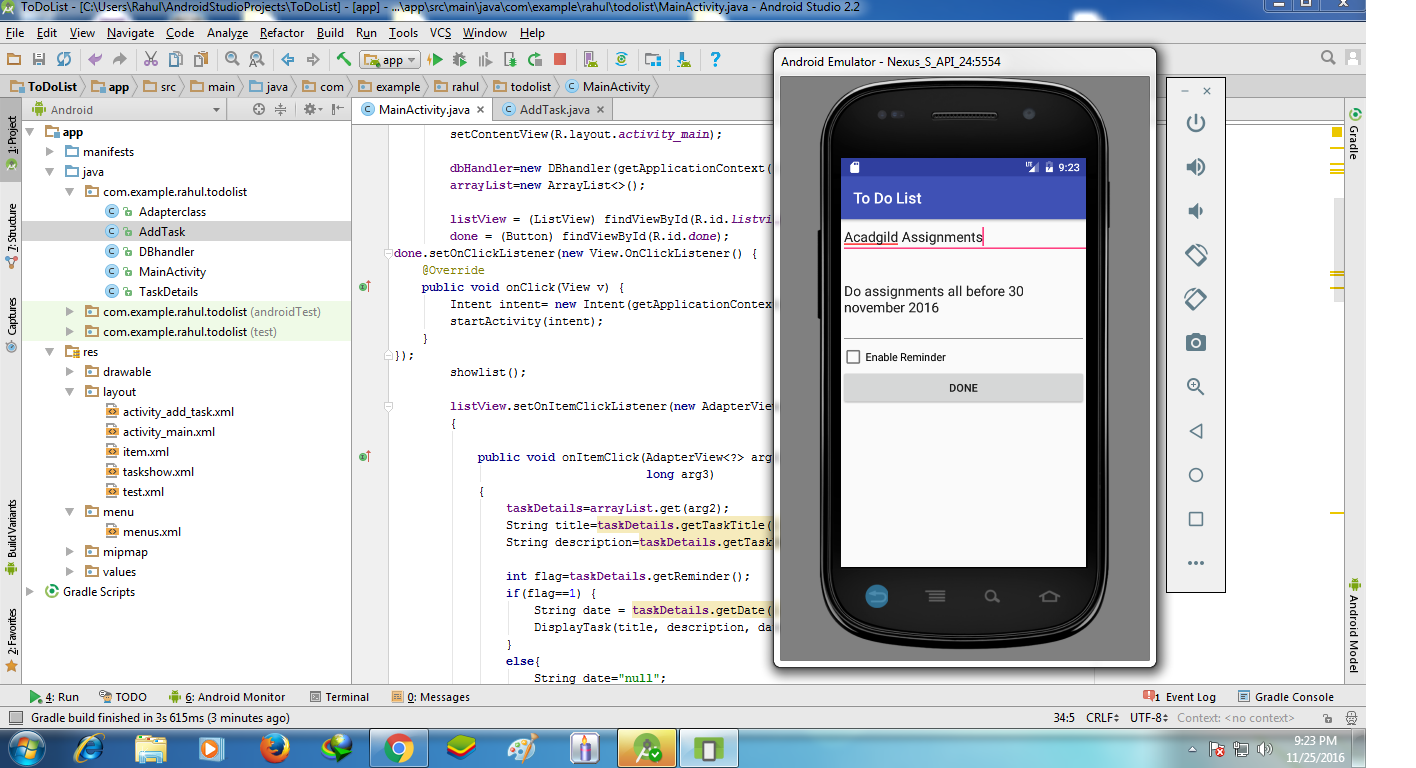 ToDoList - [C:\Users\Rahul\AndroidStudioProjects\ToDoList] - [app] - ...\app\src\main\java\com\example\rahul\todolist\MainActivity.java - Android Studio 2.2
File Edit View Navigate Code Analyze Refactor Build Run Tools VCS Window Help
app
ToDoList app src main java com example rahul todolist MainActivity
Android
MainActivity.java AddTask.java
1: Project
7: Structure
Captures
Build Variants
2: Favorites
app
manifests
java
com.example.rahul.todolist
Adapterclass
AddTask
DBhandler
MainActivity
TaskDetails
com.example.rahul.todolist (androidTest)
com.example.rahul.todolist (test)
res
drawable
layout
activity_add_task.xml
activity_main.xml
item.xml
taskshow.xml
test.xml
menu
menus.xml
mipmap
values
Gradle Scripts
setContentView(R.layout.activity_main);
dbHandler=new DBhandler(getApplicationContext(
arrayList=new ArrayList<>();
listView = (ListView) findViewById(R.id.listvi
done = (Button) findViewById(R.id.done);
done.setOnClickListener(new View.OnClickListener() {
@Override
public void onClick(View v) {
Intent intent= new Intent(getApplicationContex
startActivity(intent);
}
});
showlist();
listView.setOnItemClickListener(new AdapterView
{
public void onItemClick(AdapterView<?> arg
long arg3)
{
taskDetails=arrayList.get(arg2);
String title=taskDetails.getTaskTitle(
String description=taskDetails.getTask
int flag=taskDetails.getReminder();
if(flag==1) {
String date = taskDetails.getDate(
DisplayTask(title, description, da
}
else{
String date="null";
Android Emulator - Nexus_S_API_24:5554
LTE 9:23
To Do List
Acadgild Assignments
Do assignments all before 30
november 2016
Enable Reminder
DONE
Gradle
Android Model
4: Run TODO 6: Android Monitor Terminal 0: Messages 1 Event Log Gradle Console
Gradle build finished in 3s 615ms (3 minutes ago) 34:5 CRLF UTF-8 Context: <no context>
9:23 PM
11/25/2016